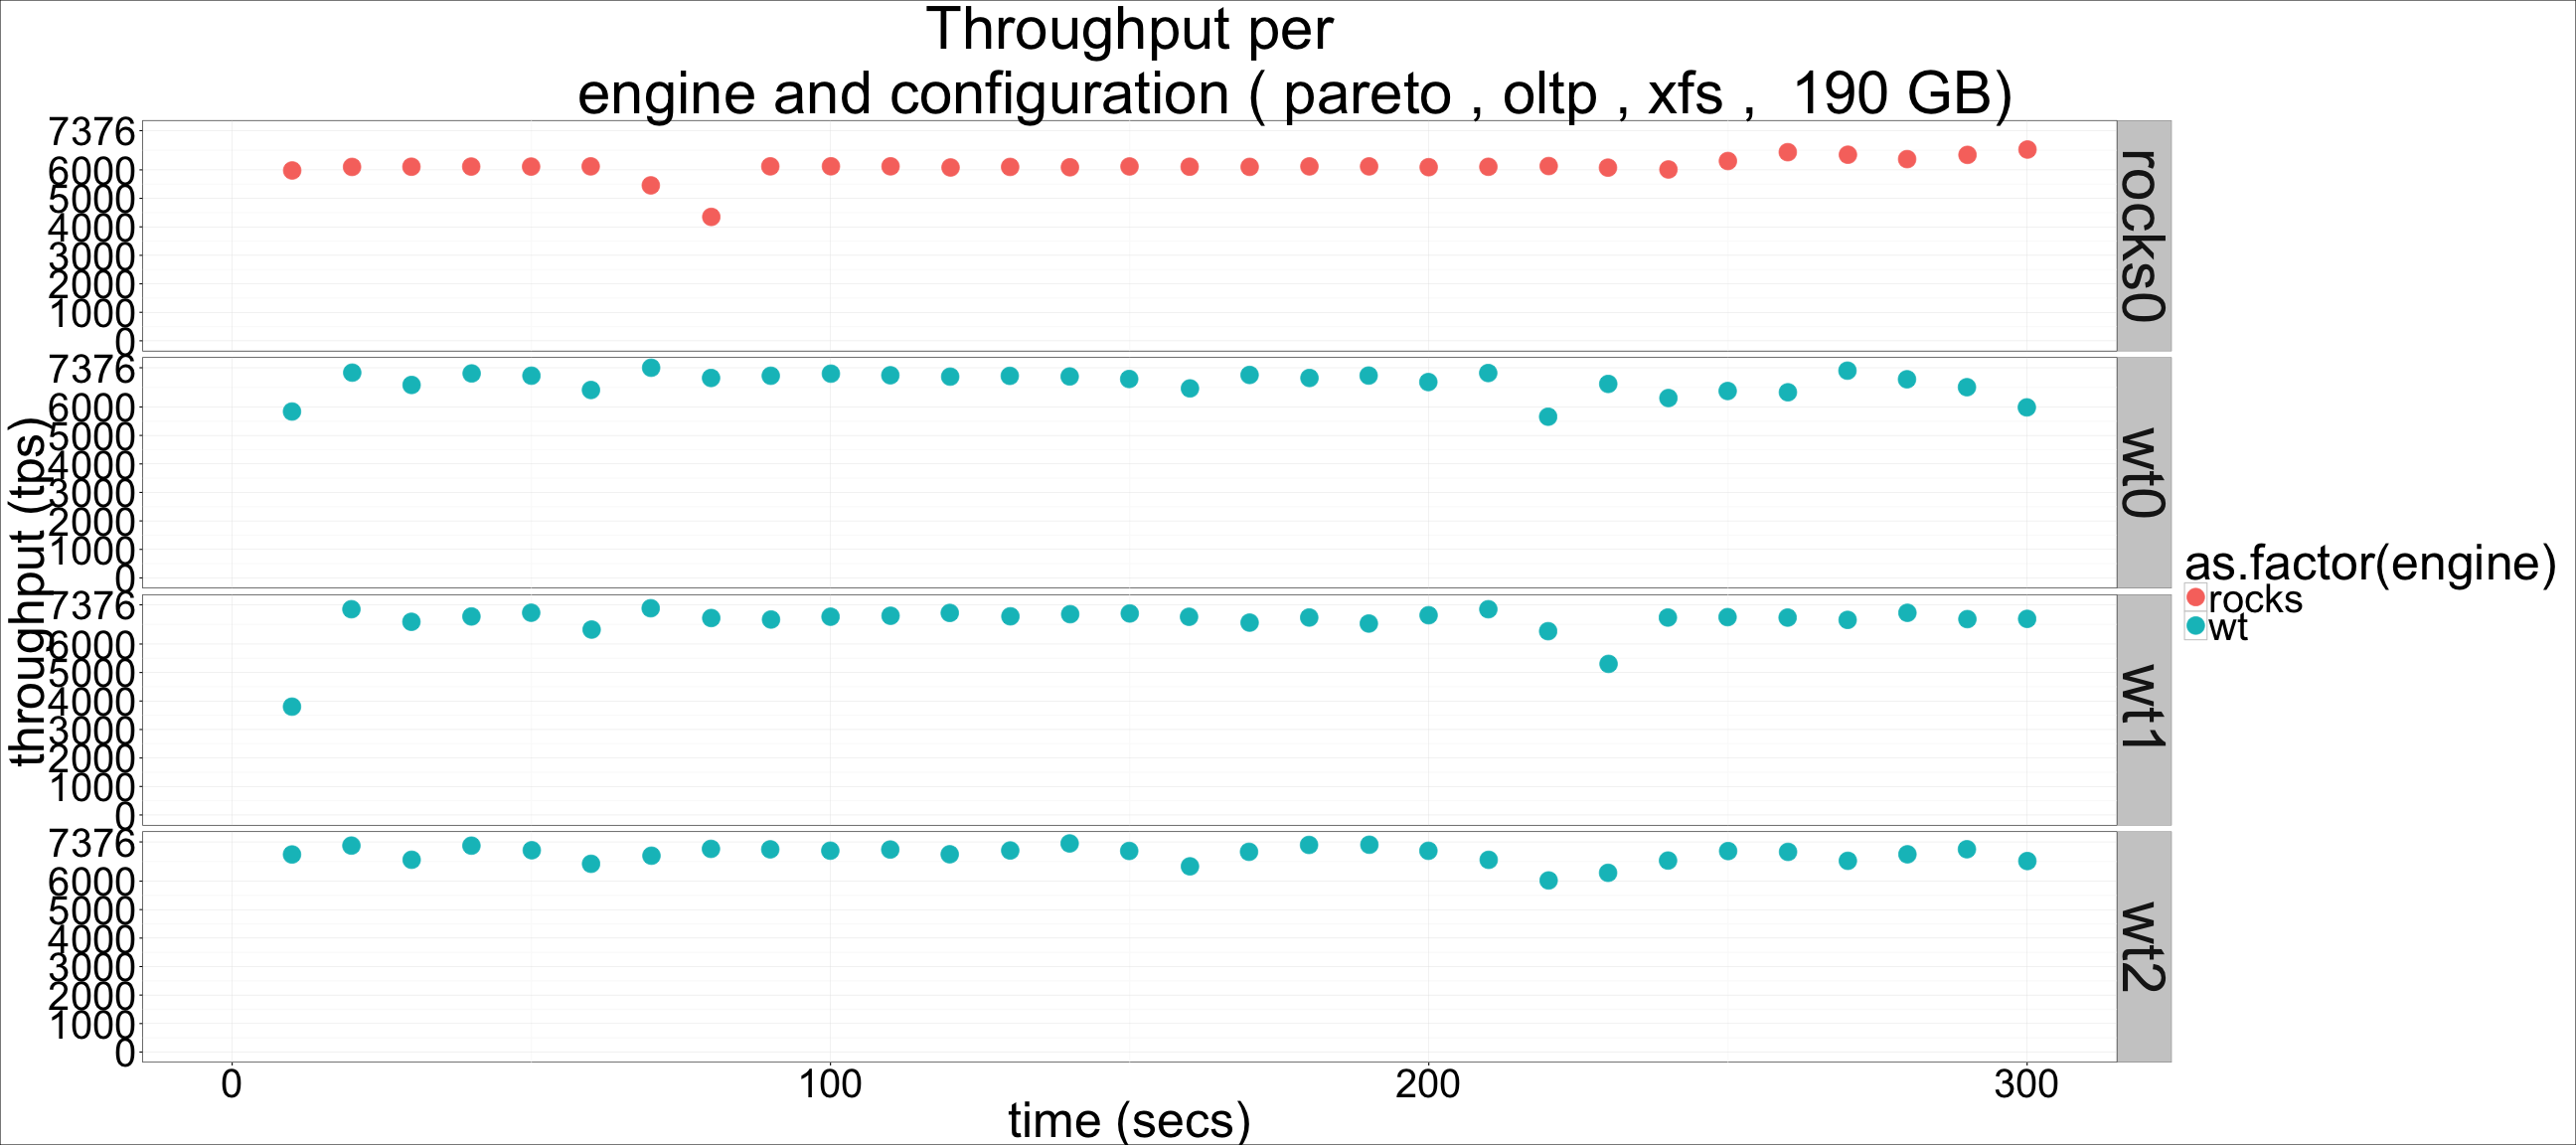 Throughput per
engine and configuration ( pareto , oltp , xfs ,  190 GB)
throughput (tps)
7376
6000
5000
4000
3000
2000
1000
0
rocks0
7376
6000
5000
4000
3000
2000
1000
0
wt0
7376
6000
5000
4000
3000
2000
1000
0
wt1
7376
6000
5000
4000
3000
2000
1000
0
wt2
0 100 200 300
time (secs)
as.factor(engine)
rocks
wt